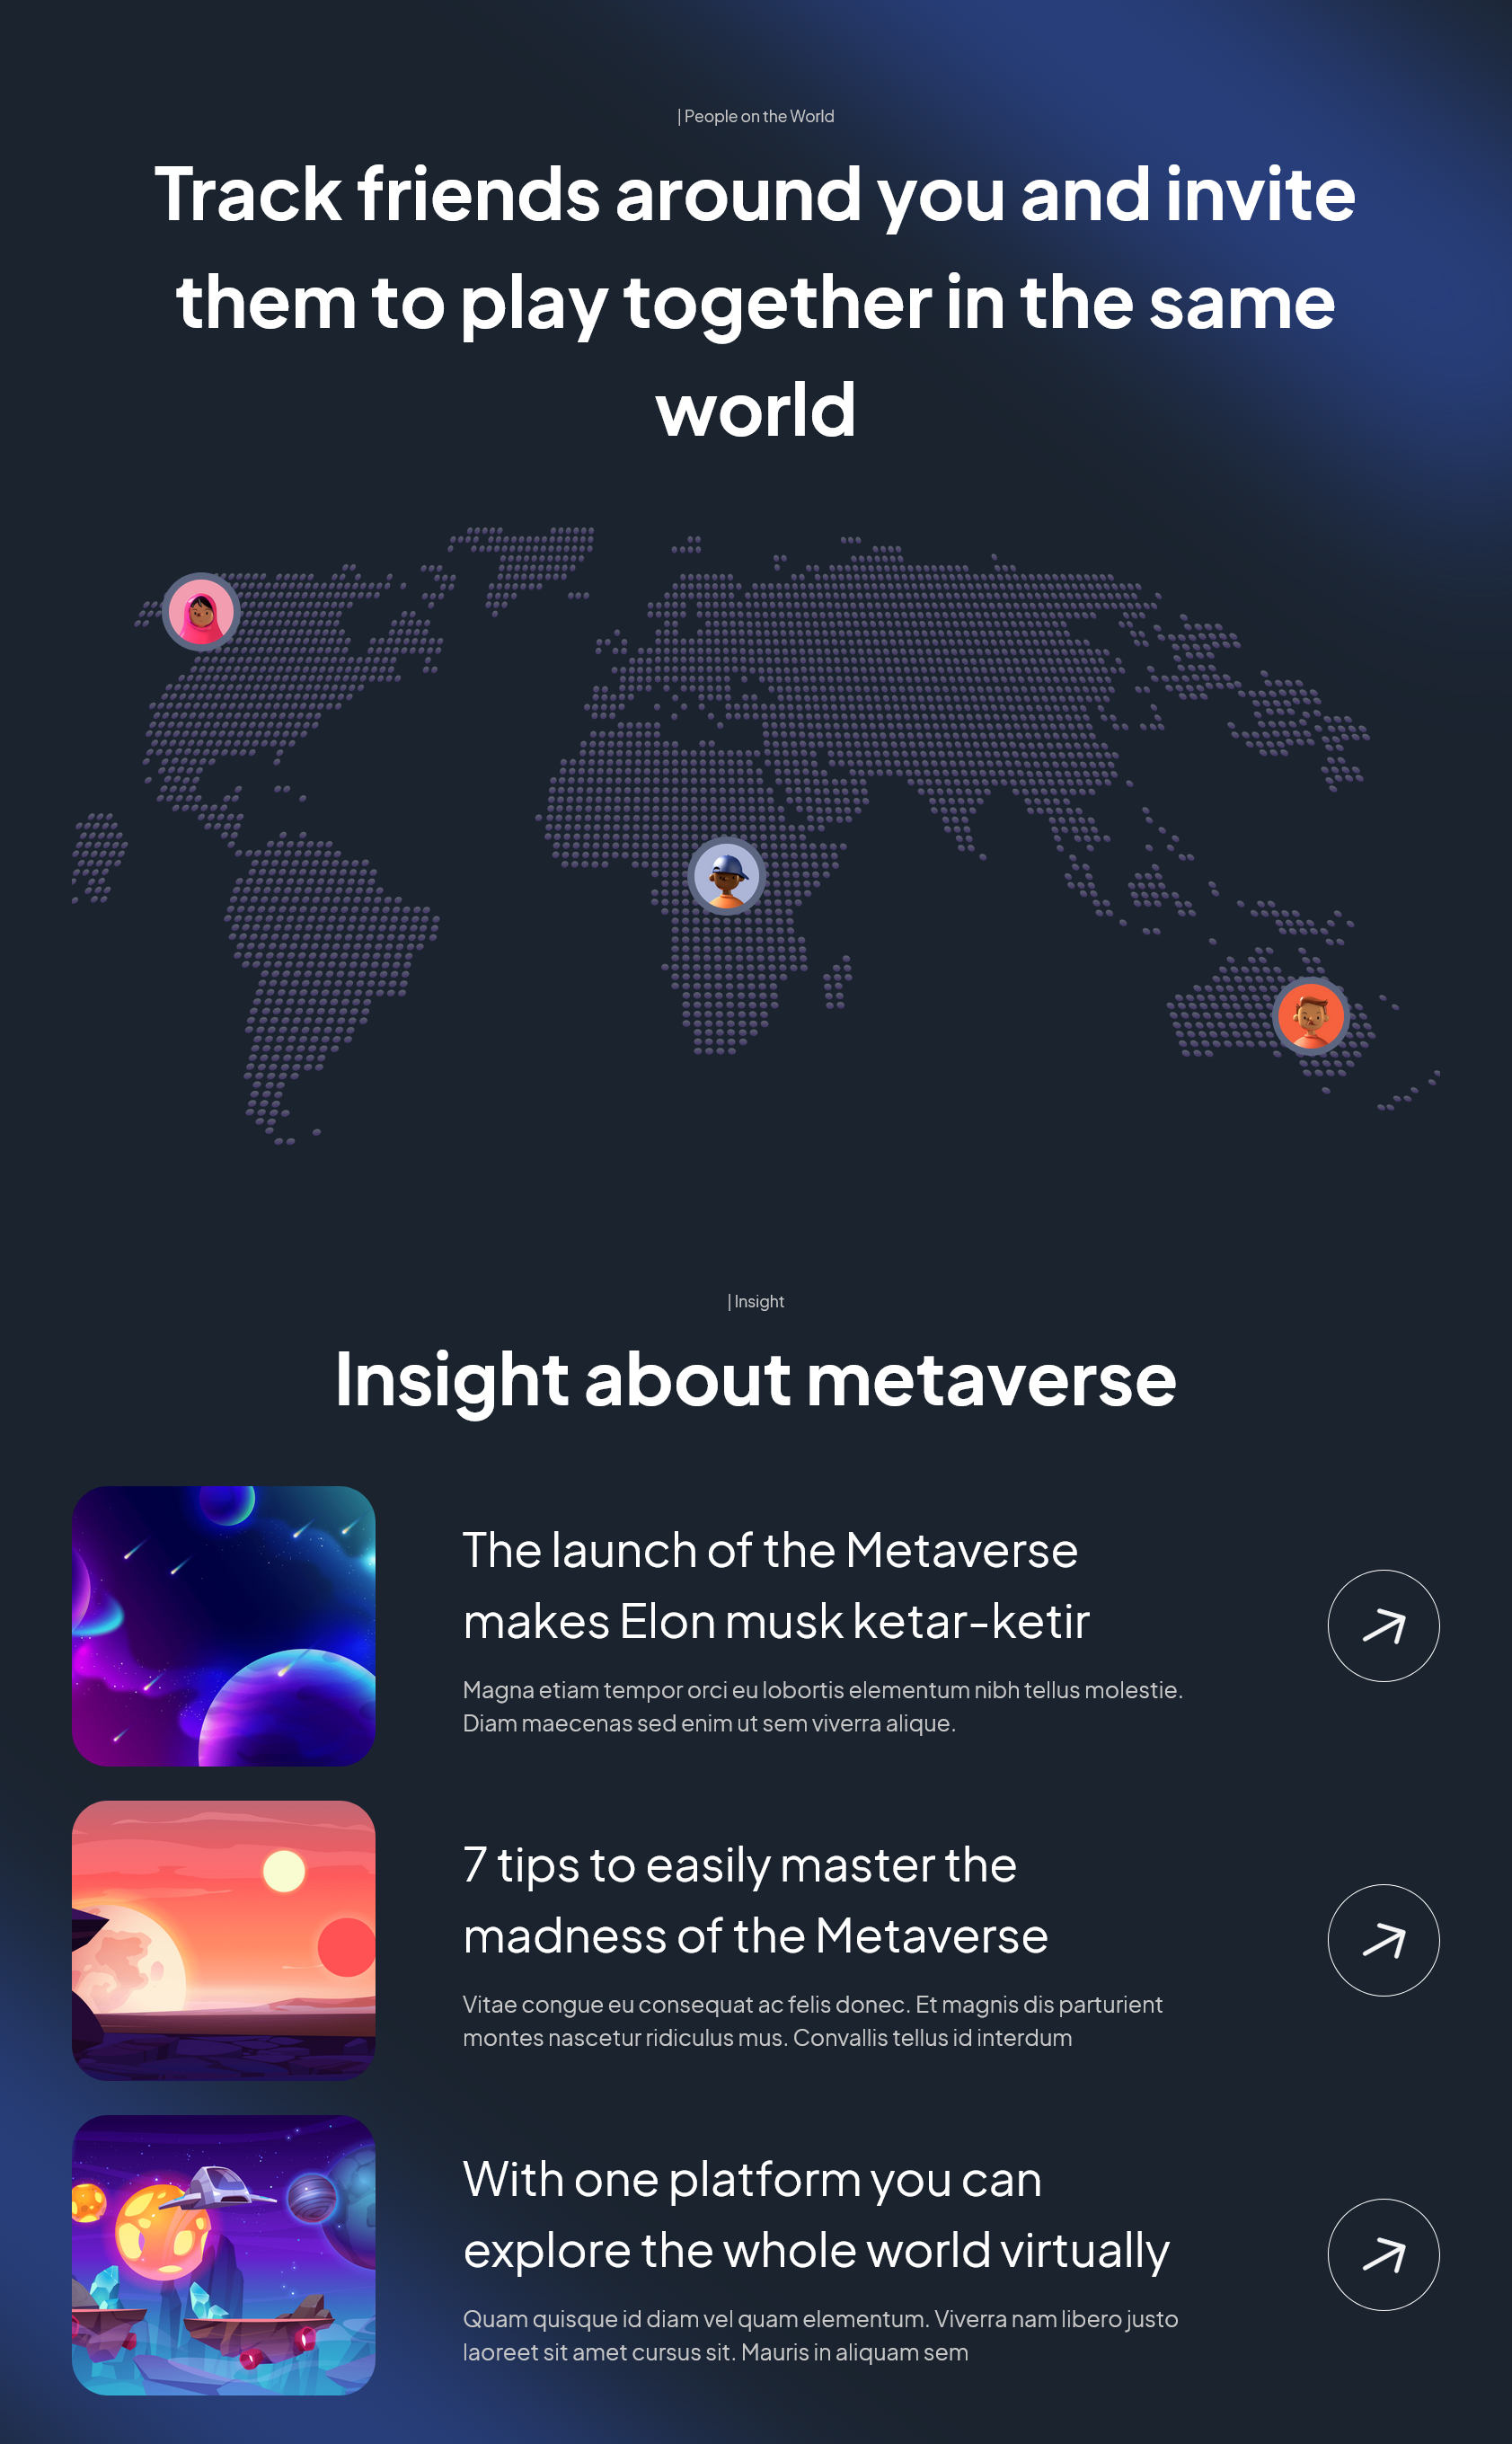 | People on the World
Track friends around you and invite
them to play together in the same
world
| Insight
Insight about metaverse
The launch of the Metaverse
makes Elon musk ketar-ketir
Magna etiam tempor orci eu lobortis elementum nibh tellus molestie.
Diam maecenas sed enim ut sem viverra alique.
7 tips to easily master the
madness of the Metaverse
Vitae congue eu consequat ac felis donec. Et magnis dis parturient
montes nascetur ridiculus mus. Convallis tellus id interdum
With one platform you can
explore the whole world virtually
Quam quisque id diam vel quam elementum. Viverra nam libero justo
laoreet sit amet cursus sit. Mauris in aliquam sem